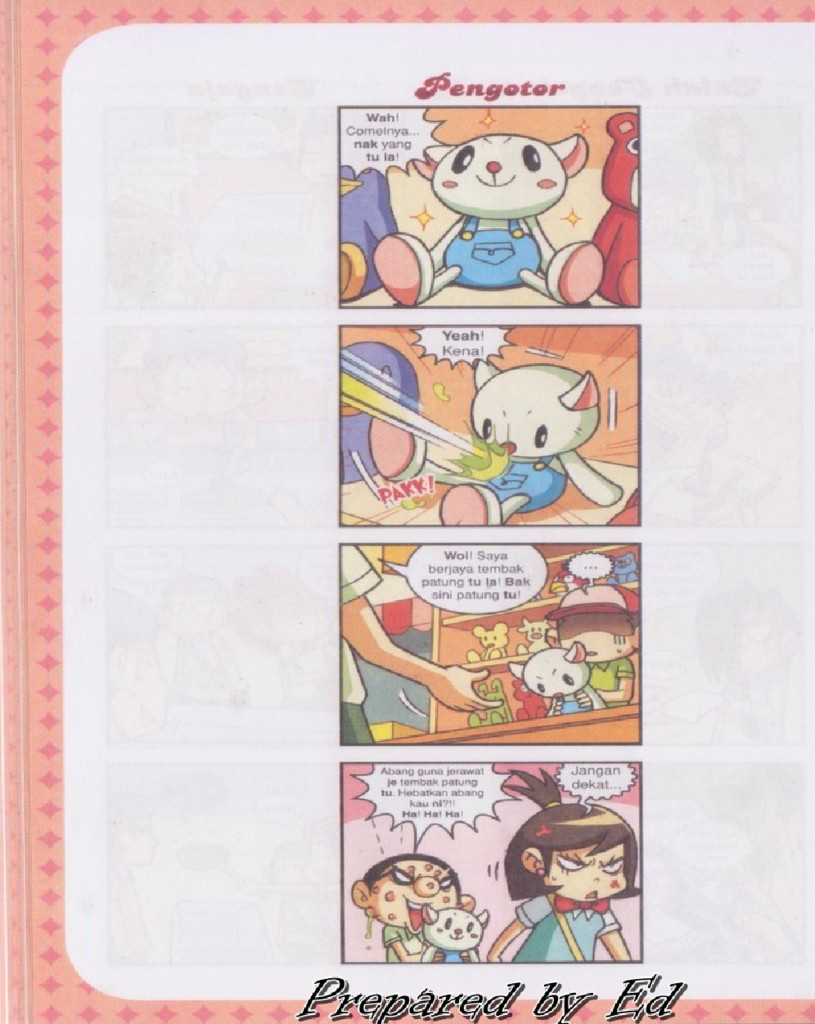 Pengotor
Wah!
Comelnya...
nak yang
tu la!
Yeah!
Kena!
PAKK!
Woi! Saya
berjaya tembak
patung tu la! Bak
sini patung tu!
...
Abang guna jerawat
je tembak patung
tu. Hebatkan abang
kau ni?!!
Ha! Ha! Ha!
Jangan
dekat...
Prepared by Ed